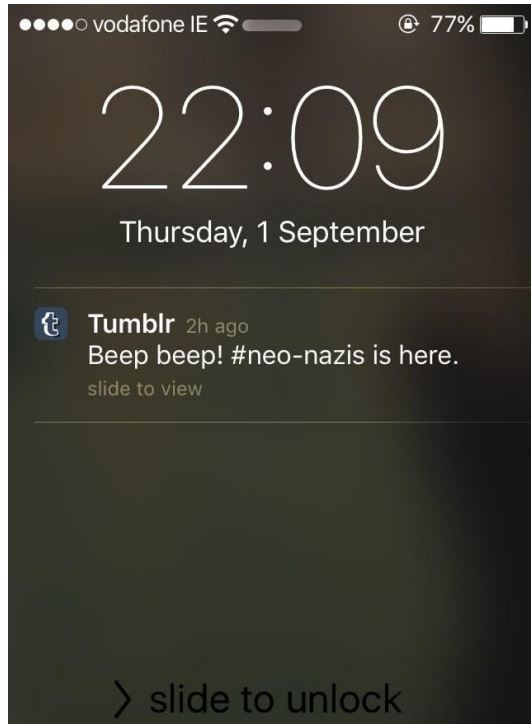 vodafone IE 77%
22:09
Thursday, 1 September
Tumblr 2h ago
Beep beep! #neo-nazis is here.
slide to view
> slide to unlock